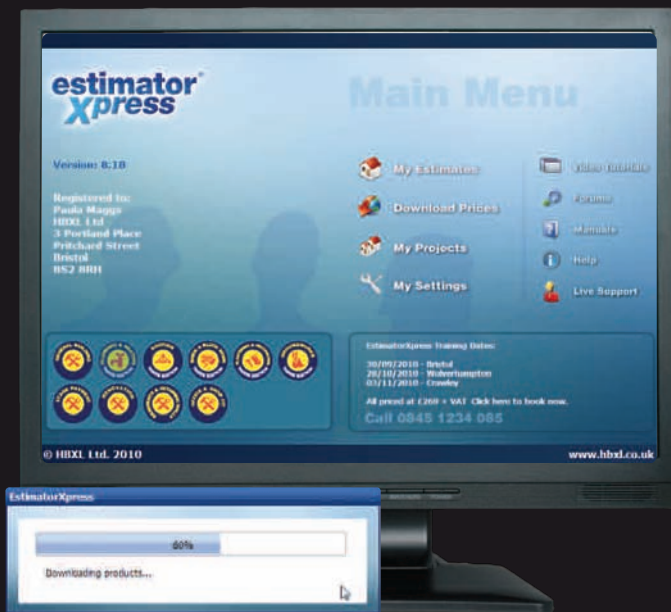 estimator®
Xpress
Main Menu
Version: 8:18
Registered to:
Paula Maggs
HBXL Ltd
3 Portland Place
Pritchard Street
Bristol
BS2 8RH
My Estimates
Download Prices
My Projects
My Settings
Video Tutorials
Forums
Manuals
Help
Live Support
EstimatorXpress Training Dates:
30/09/2010 - Bristol
28/10/2010 - Wolverhampton
03/11/2010 - Crawley
All priced at £260 + VAT Click here to book now.
Call 0845 1234 085
© HBXL Ltd. 2010
www.hbxl.co.uk
EstimatorXpress
60%
Downloading products...